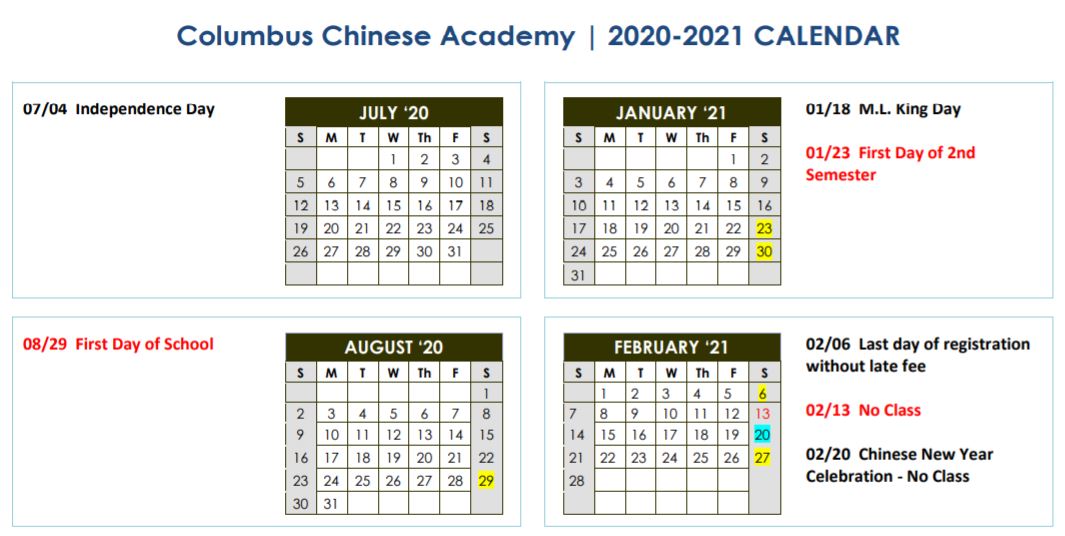 Columbus Chinese Academy | 2020-2021 CALENDAR
07/04 Independence Day
JULY ‘20
S M T W Th F S
1 2 3 4
5 6 7 8 9 10 11
12 13 14 15 16 17 18
19 20 21 22 23 24 25
26 27 28 29 30 31
JANUARY ‘21
S M T W Th F S
1 2
3 4 5 6 7 8 9
10 11 12 13 14 15 16
17 18 19 20 21 22 23
24 25 26 27 28 29 30
31
01/18 M.L. King Day
01/23 First Day of 2nd
Semester
08/29 First Day of School
AUGUST ‘20
S M T W Th F S
1
2 3 4 5 6 7 8
9 10 11 12 13 14 15
16 17 18 19 20 21 22
23 24 25 26 27 28 29
30 31
FEBRUARY ‘21
S M T W Th F S
1 2 3 4 5 6
7 8 9 10 11 12 13
14 15 16 17 18 19 20
21 22 23 24 25 26 27
28
02/06 Last day of registration
without late fee
02/13 No Class
02/20 Chinese New Year
Celebration - No Class